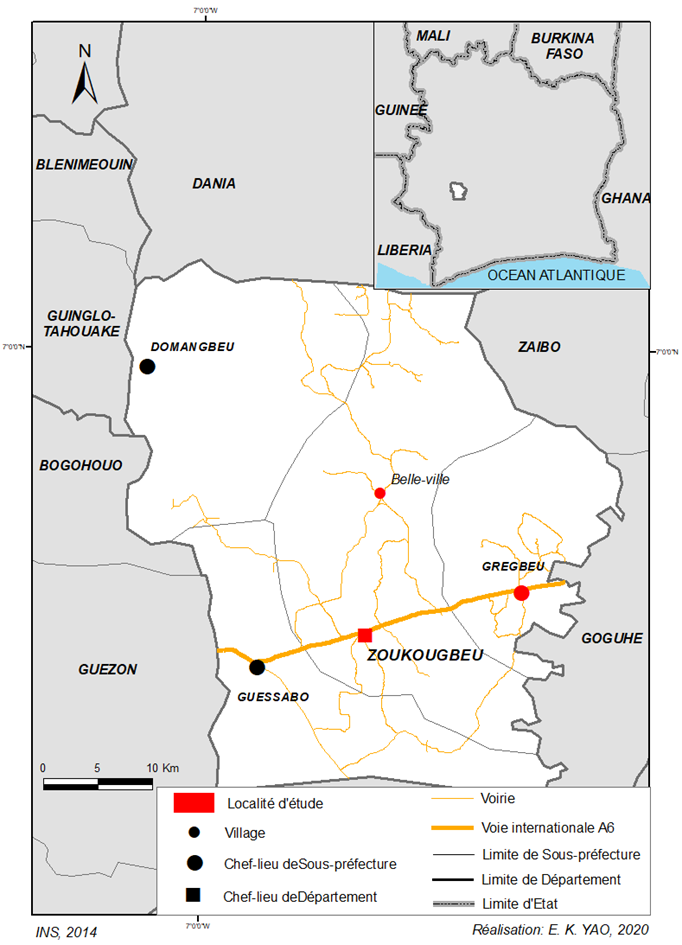 7°0'0"W
N
MALI
BURKINA
FASO
GUINEE
GHANA
LIBERIA
OCEAN ATLANTIQUE
BLENIMEOUIN
DANIA
GUINGLO-
TAHOUAKE
7°0'0"N
DOMANGBEU
ZAIBO
7°0'0"N
BOGOHOUO
Belle-ville
GREGBEU
GOGUHE
ZOUKOUGBEU
GUEZON
GUESSABO
0 5 10 Km
Localité d'étude
Village
Chef-lieu deSous-préfecture
Chef-lieu deDépartement
Voirie
Voie internationale A6
Limite de Sous-préfecture
Limite de Département
Limite d'Etat
7°0'0"W
INS, 2014
Réalisation: E. K. YAO, 2020